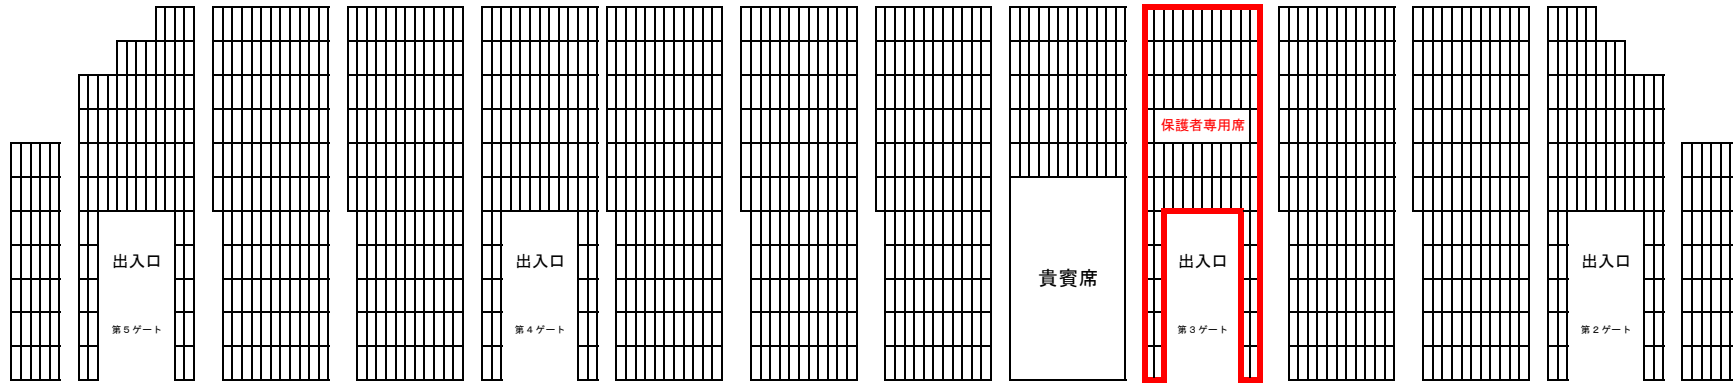 保護者専用席
出入口
出入口
貴賓席
出入口
出入口
第5ゲート
第4ゲート
第3ゲート
第2ゲート